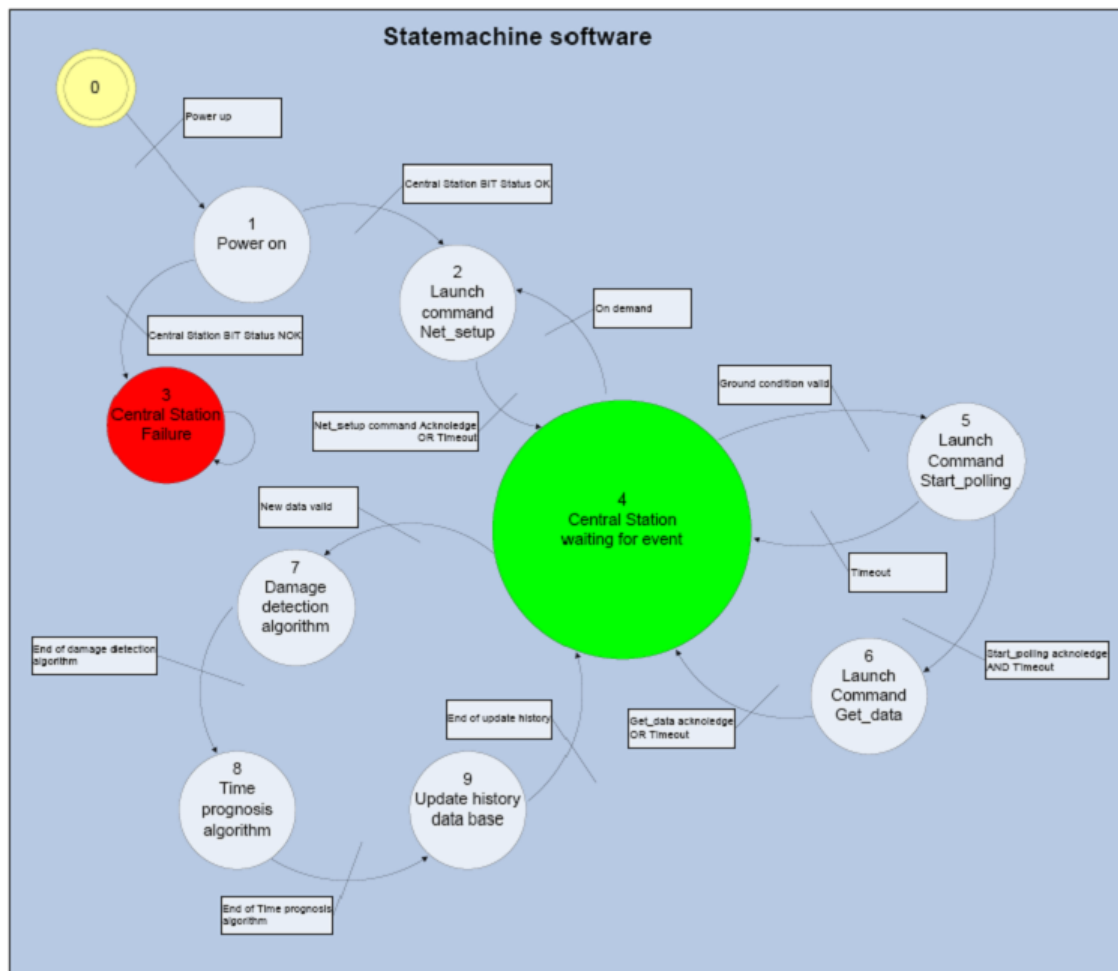 Statemachine software
0
Power up
Central Station BIT Status OK
1
Power on
2
Launch
command
Net_setup
On demand
Central Station BIT Status NOK
Ground condition valid
3
Central Station
Failure
Net_setup command Acknoledge
OR Timeout
5
Launch
Command
Start_polling
4
Central Station
waiting for event
New data valid
7
Damage
detection
algorithm
Timeout
End of damage detection
algorithm
Start_polling acknoledge
AND Timeout
6
Launch
Command
Get_data
End of update history
Get_data acknoledge
OR Timeout
8
Time
prognosis
algorithm
9
Update history
data base
End of Time prognosis
algorithm